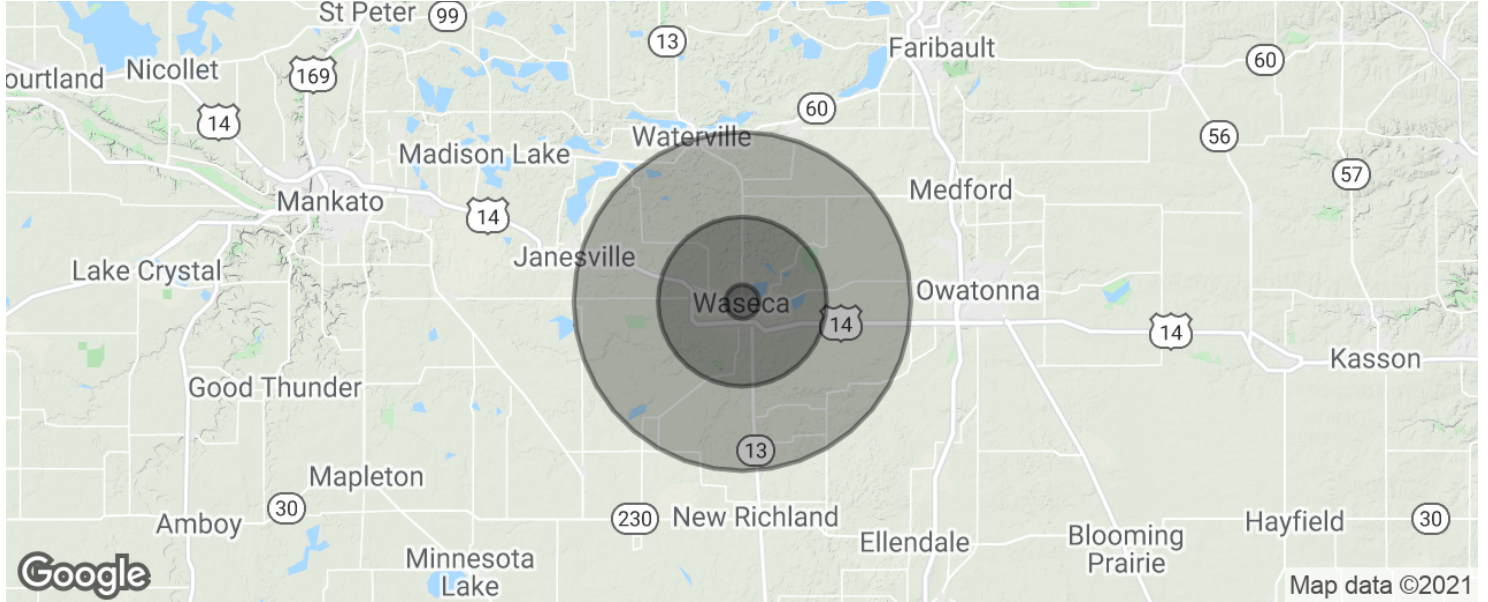 St Peter
99
13
Faribault
60
Nicollet
169
ourtland
60
14
56
Waterville
Madison Lake
57
Medford
Mankato
14
Janesville
Lake Crystal
Owatonna
Waseca
14
14
Kasson
Good Thunder
13
Mapleton
30
230
New Richland
Amboy
Hayfield
30
Ellendale
Blooming
Prairie
Minnesota
Lake
Google
Map data ©2021